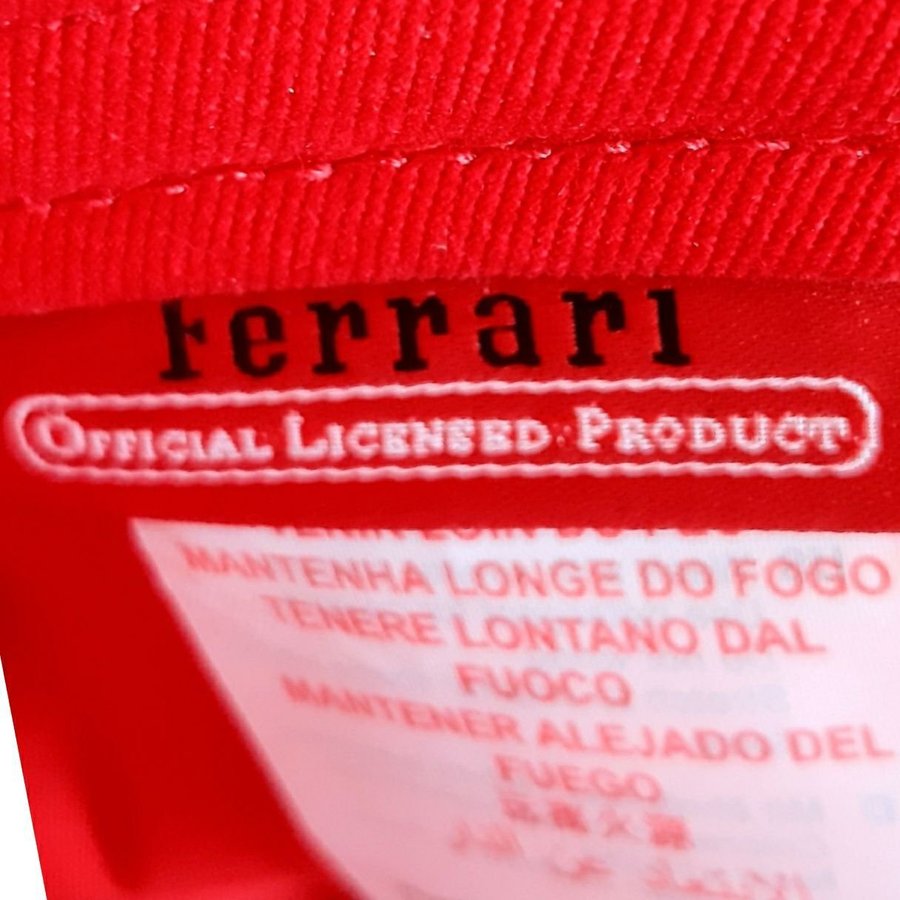 ferrari
OFFICIAL LICENSED PRODUCT
MANTENHA LONGE DO FOGO
TENERE LONTANO DAL
FUOCO
MANTENER ALEJADO DEL
FUEGO